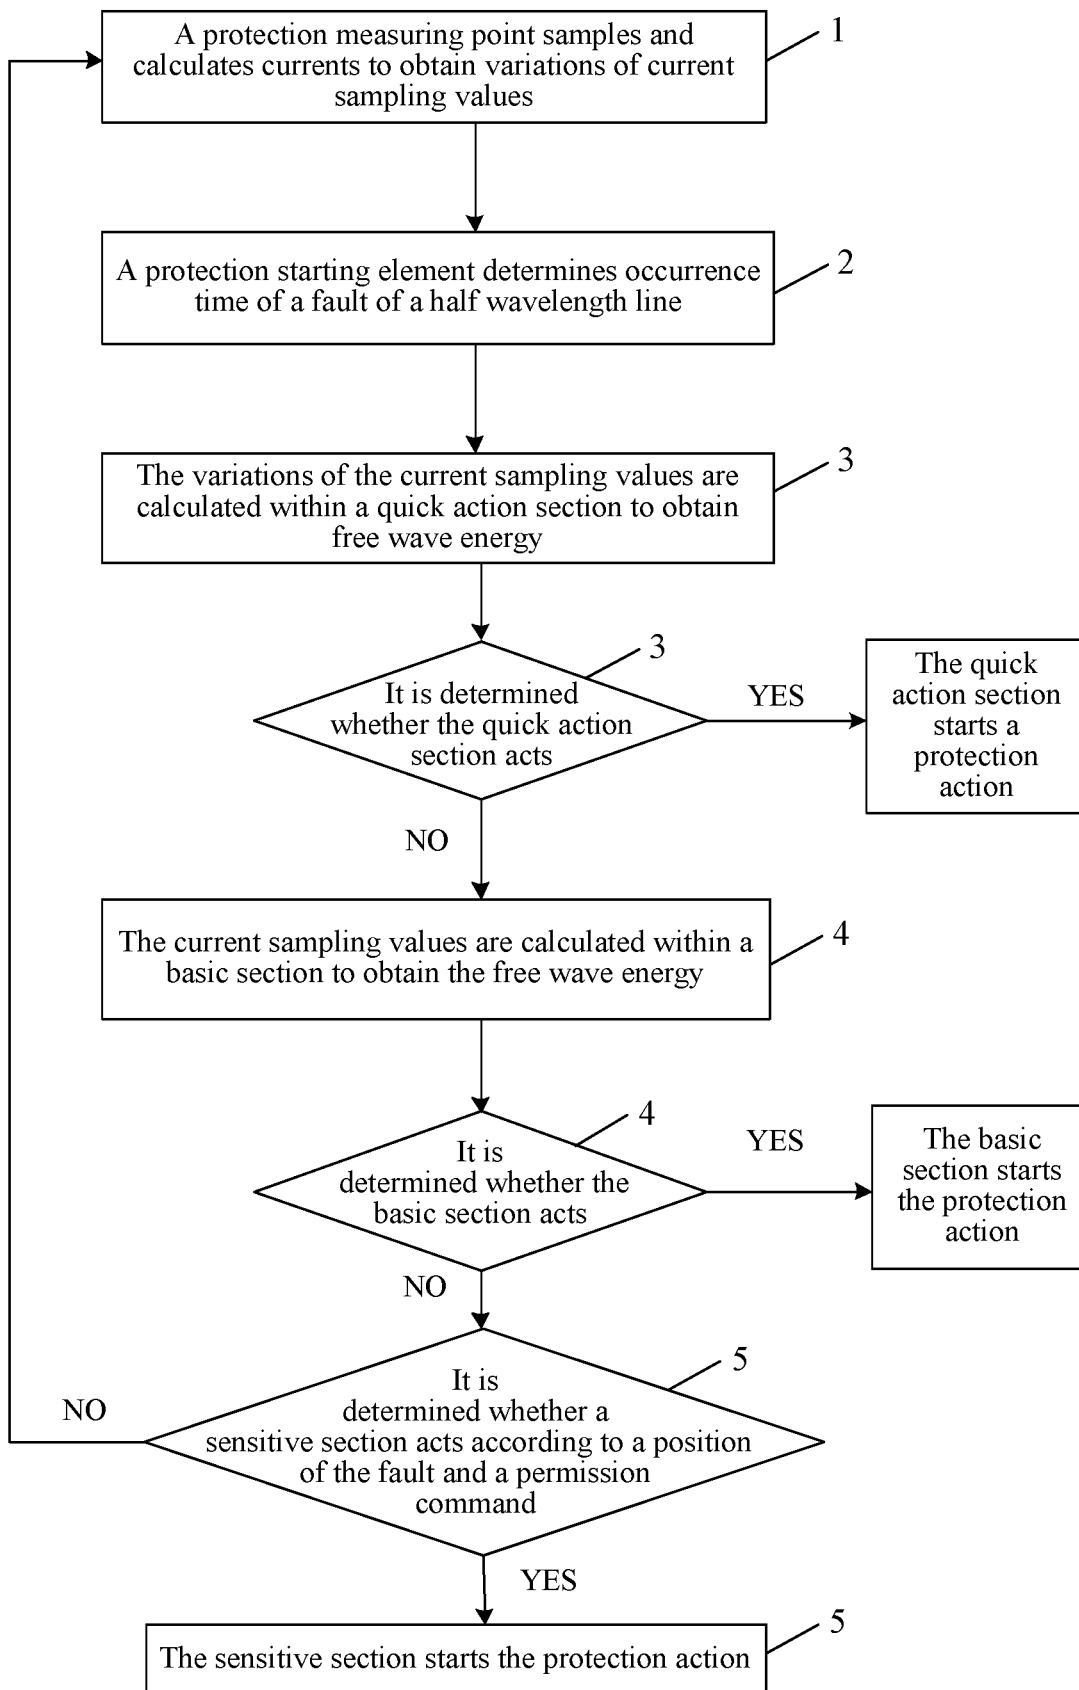 A protection measuring point samples and
calculates currents to obtain variations of current
sampling values
1
A protection starting element determines occurrence
time of a fault of a half wavelength line
2
The variations of the current sampling values are
calculated within a quick action section to obtain
free wave energy
3
It is determined
whether the quick action
section acts
3
YES
The quick
action section
starts a
protection
action
NO
The current sampling values are calculated within a
basic section to obtain the free wave energy
4
It is
determined whether the
basic section acts
4
YES
The basic
section starts
the protection
action
NO
It is
determined whether a
sensitive section acts according to a position
of the fault and a permission
command
5
NO
YES
The sensitive section starts the protection action
5